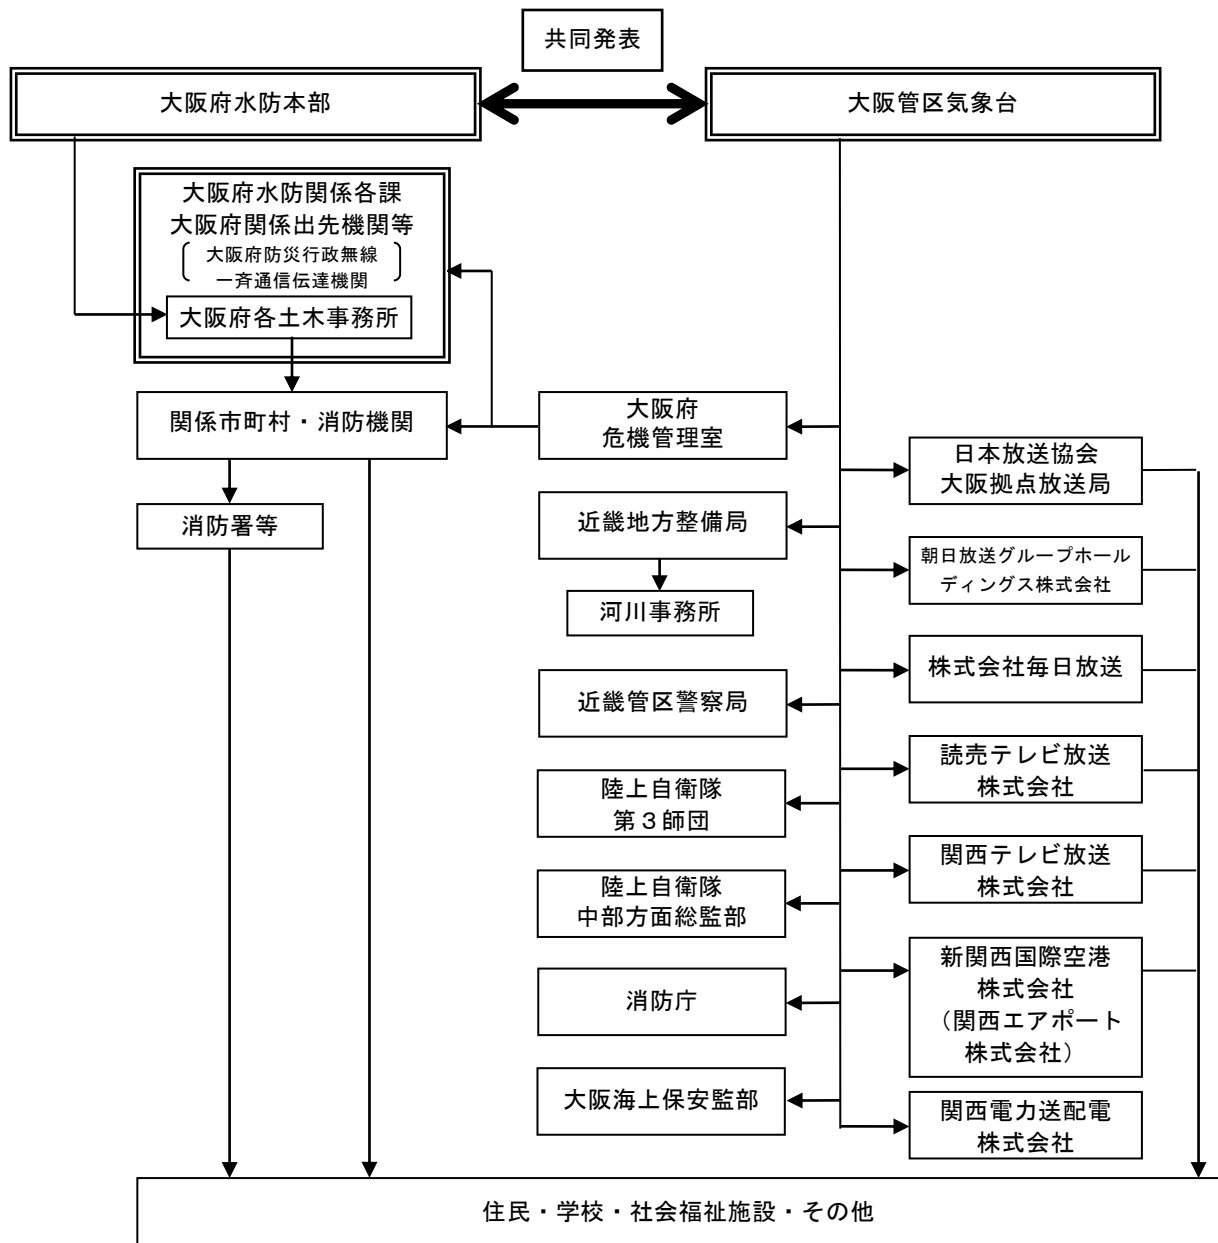 共同発表
大阪府水防本部
大阪管区気象台
大阪府水防関係各課
大阪府関係出先機関等
大阪府防災行政無線
一斉通信伝達機関
大阪府各土木事務所
関係市町村・消防機関
消防署等
大阪府
危機管理室
近畿地方整備局
河川事務所
近畿管区警察局
陸上自衛隊
第３師団
陸上自衛隊
中部方面総監部
消防庁
大阪海上保安監部
日本放送協会
大阪拠点放送局
朝日放送グループホール
ディングス株式会社
株式会社毎日放送
読売テレビ放送
株式会社
関西テレビ放送
株式会社
新関西国際空港
株式会社
（関西エアポート
株式会社）
関西電力送配電
株式会社
住民・学校・社会福祉施設・その他